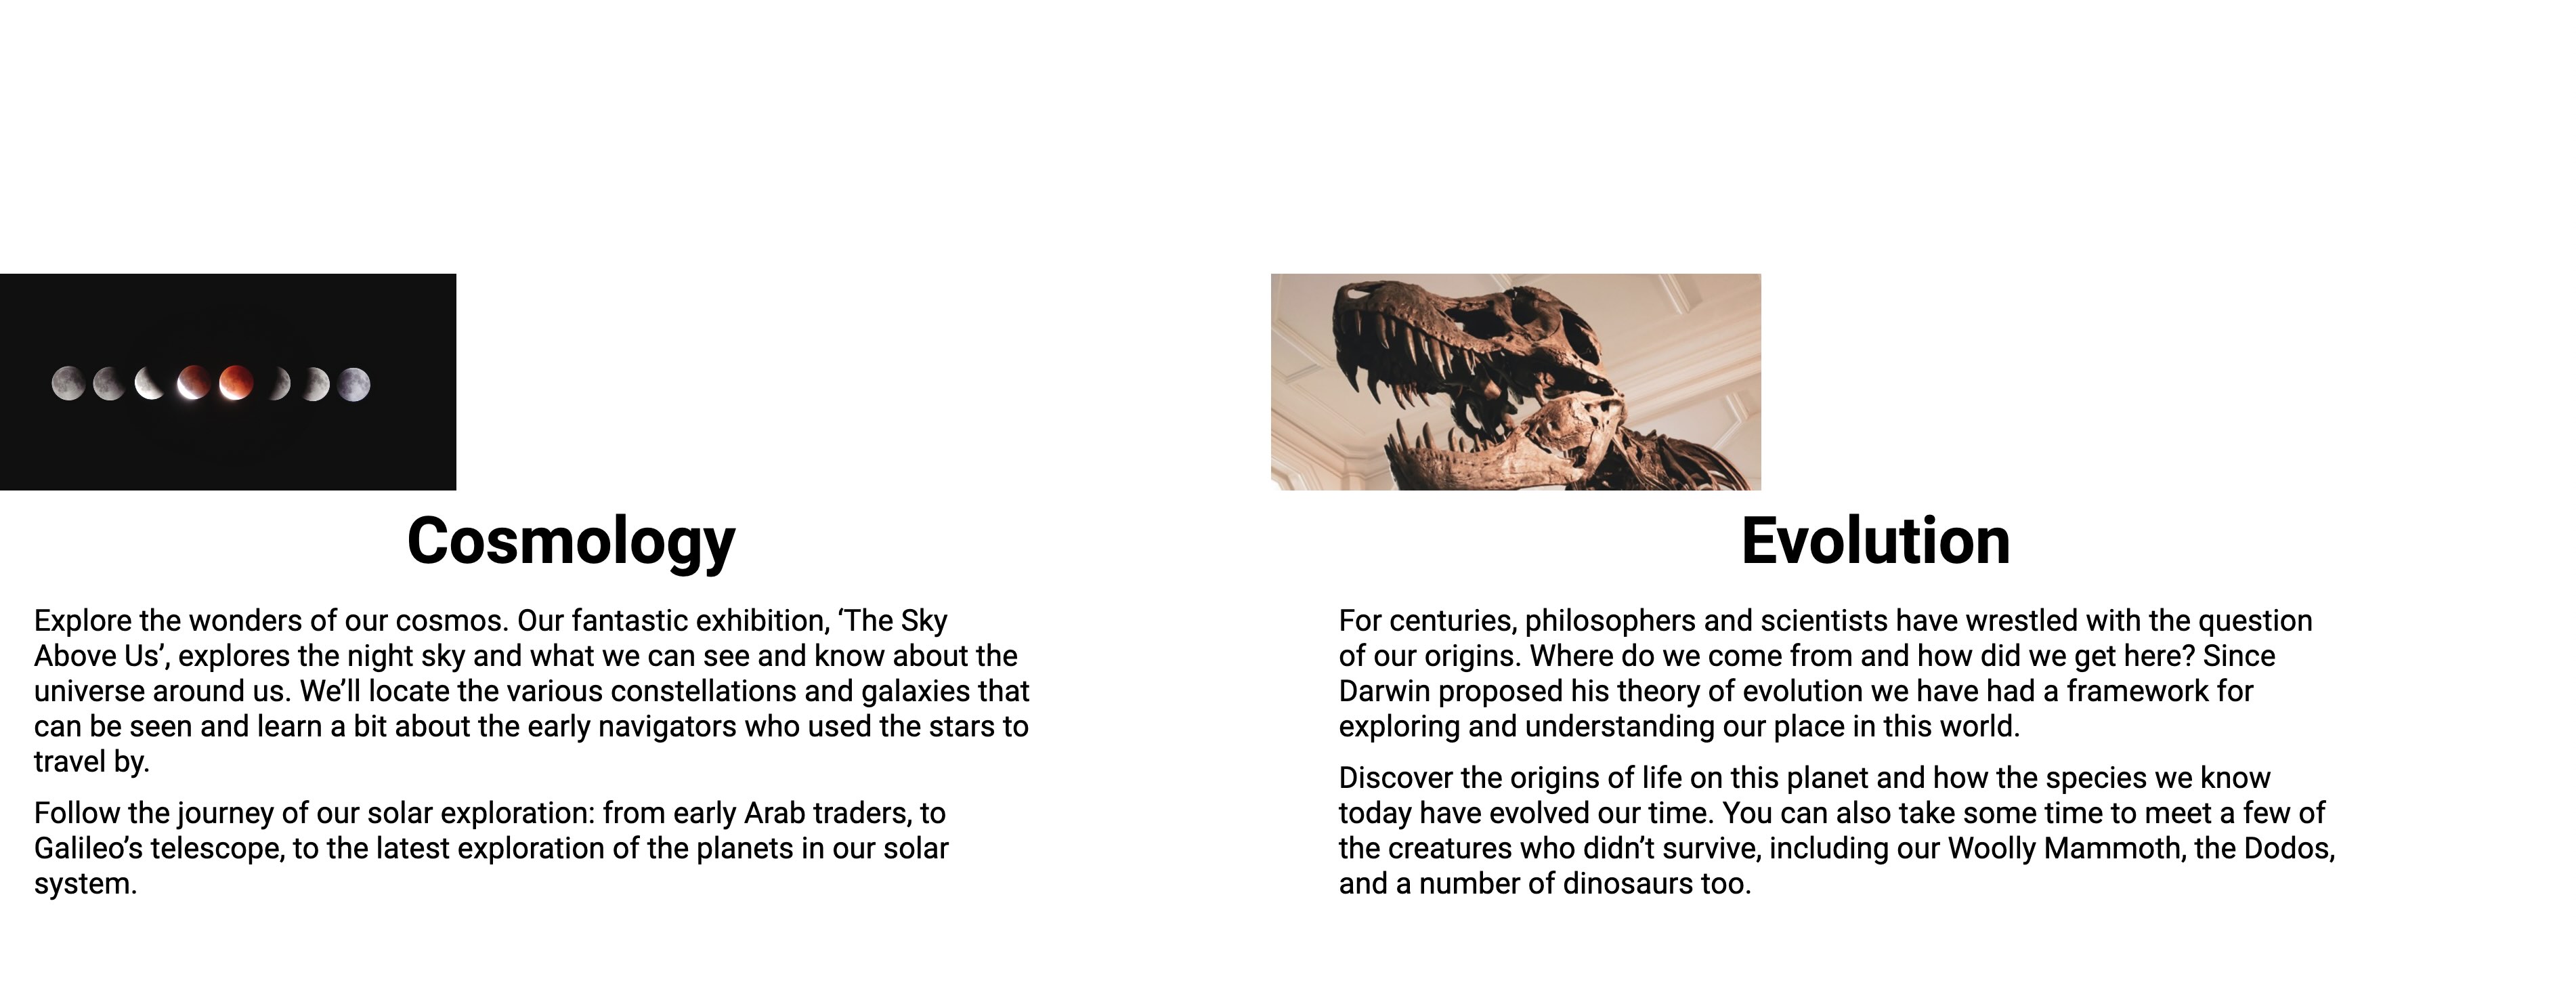 Cosmology
Explore the wonders of our cosmos. Our fantastic exhibition, ‘The Sky
Above Us’, explores the night sky and what we can see and know about the
universe around us. We’ll locate the various constellations and galaxies that
can be seen and learn a bit about the early navigators who used the stars to
travel by.
Follow the journey of our solar exploration: from early Arab traders, to
Galileo’s telescope, to the latest exploration of the planets in our solar
system.
Evolution
For centuries, philosophers and scientists have wrestled with the question
of our origins. Where do we come from and how did we get here? Since
Darwin proposed his theory of evolution we have had a framework for
exploring and understanding our place in this world.
Discover the origins of life on this planet and how the species we know
today have evolved our time. You can also take some time to meet a few of
the creatures who didn’t survive, including our Woolly Mammoth, the Dodos,
and a number of dinosaurs too.